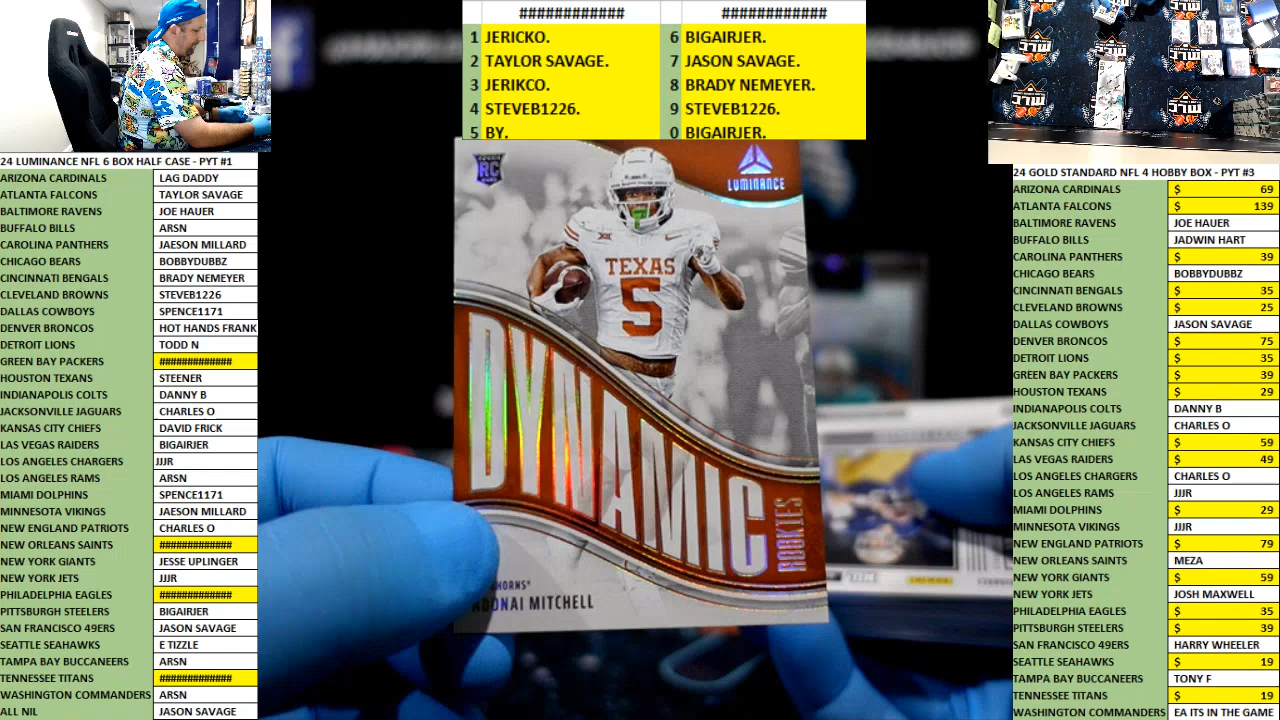 ############ ############
1 JERICKO. 6 BIGAIRJER.
2 TAYLOR SAVAGE. 7 JASON SAVAGE.
3 JERIKCO. 8 BRADY NEMEYER.
4 STEVEB1226. 9 STEVEB1226.
5 BY. 0 BIGAIRJER.
24 LUMINANCE NFL 6 BOX HALF CASE - PYT #1
ARIZONA CARDINALS LAG DADDY
ATLANTA FALCONS TAYLOR SAVAGE
BALTIMORE RAVENS JOE HAUER
BUFFALO BILLS ARSN
CAROLINA PANTHERS JAESON MILLARD
CHICAGO BEARS BOBBYDUBBZ
CINCINNATI BENGALS BRADY NEMEYER
CLEVELAND BROWNS STEVEB1226
DALLAS COWBOYS SPENCE1171
DENVER BRONCOS HOT HANDS FRANK
DETROIT LIONS TODD N
GREEN BAY PACKERS #############
HOUSTON TEXANS STEENER
INDIANAPOLIS COLTS DANNY B
JACKSONVILLE JAGUARS CHARLES O
KANSAS CITY CHIEFS DAVID FRICK
LAS VEGAS RAIDERS BIGAIRJER
LOS ANGELES CHARGERS JJJR
LOS ANGELES RAMS ARSN
MIAMI DOLPHINS SPENCE1171
MINNESOTA VIKINGS JAESON MILLARD
NEW ENGLAND PATRIOTS CHARLES O
NEW ORLEANS SAINTS #############
NEW YORK GIANTS JESSE UPLINGER
NEW YORK JETS JJJR
PHILADELPHIA EAGLES #############
PITTSBURGH STEELERS BIGAIRJER
SAN FRANCISCO 49ERS JASON SAVAGE
SEATTLE SEAHAWKS E TIZZLE
TAMPA BAY BUCCANEERS ARSN
TENNESSEE TITANS #############
WASHINGTON COMMANDERS ARSN
ALL NIL JASON SAVAGE
RC
LUMINANCE
TEXAS
5
DYNAMIC
ROOKIES
HORNS
ADONAI MITCHELL
24 GOLD STANDARD NFL 4 HOBBY BOX - PYT #3
ARIZONA CARDINALS $ 69
ATLANTA FALCONS $ 139
BALTIMORE RAVENS JOE HAUER
BUFFALO BILLS JADWIN HART
CAROLINA PANTHERS $ 39
CHICAGO BEARS BOBBYDUBBZ
CINCINNATI BENGALS $ 35
CLEVELAND BROWNS $ 25
DALLAS COWBOYS JASON SAVAGE
DENVER BRONCOS $ 75
DETROIT LIONS $ 35
GREEN BAY PACKERS $ 39
HOUSTON TEXANS $ 29
INDIANAPOLIS COLTS DANNY B
JACKSONVILLE JAGUARS CHARLES O
KANSAS CITY CHIEFS $ 59
LAS VEGAS RAIDERS $ 49
LOS ANGELES CHARGERS CHARLES O
LOS ANGELES RAMS JJJR
MIAMI DOLPHINS $ 29
MINNESOTA VIKINGS JJJR
NEW ENGLAND PATRIOTS $ 79
NEW ORLEANS SAINTS MEZA
NEW YORK GIANTS $ 59
NEW YORK JETS JOSH MAXWELL
PHILADELPHIA EAGLES $ 35
PITTSBURGH STEELERS $ 39
SAN FRANCISCO 49ERS HARRY WHEELER
SEATTLE SEAHAWKS $ 19
TAMPA BAY BUCCANEERS TONY F
TENNESSEE TITANS $ 19
WASHINGTON COMMANDERS EA ITS IN THE GAME